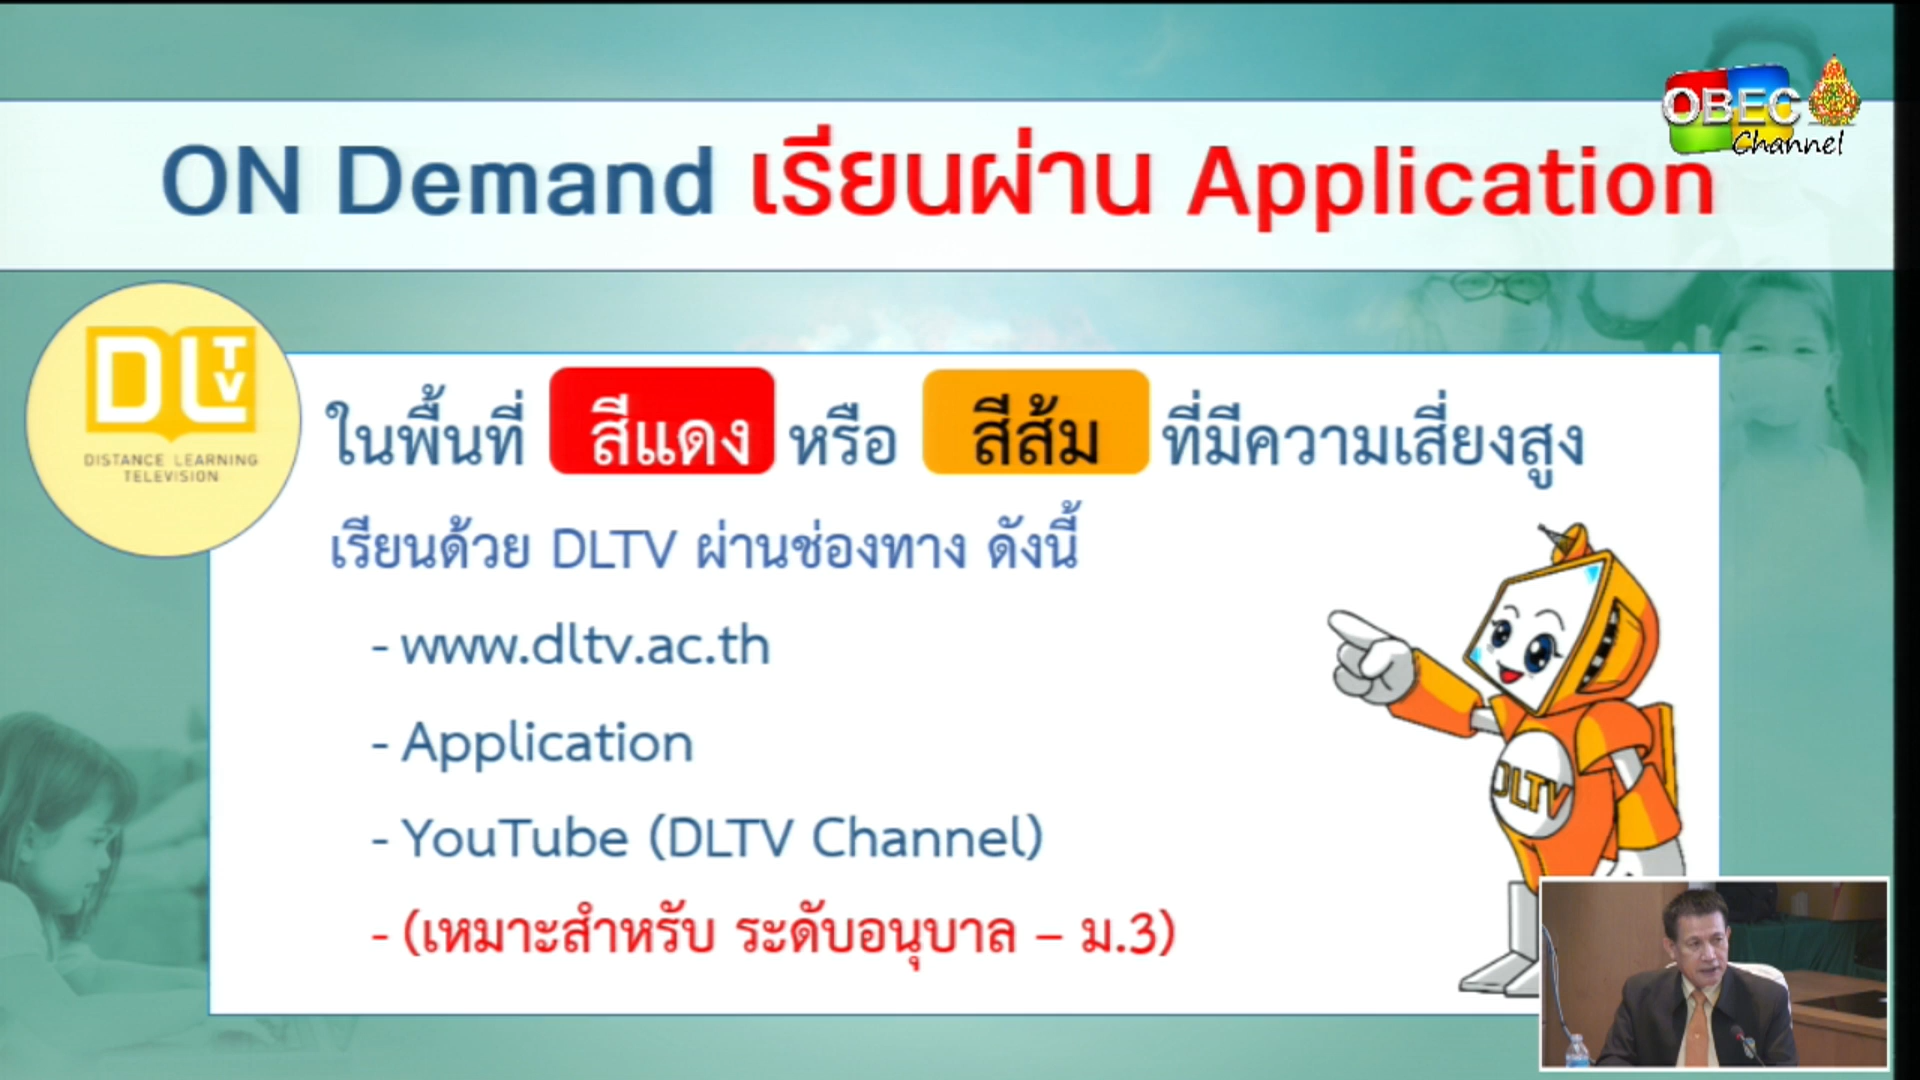 OBEC
Channel
ON Demand เรียนผ่าน Application
DLTV
DISTANCE LEARNING
TELEVISION
ในพื้นที่ สีแดง หรือ สีส้ม ที่มีความเสี่ยงสูง
เรียนด้วย DLTV ผ่านช่องทาง ดังนี้
- www.dltv.ac.th
- Application
- YouTube (DLTV Channel)
- (เหมาะสำหรับ ระดับอนุบาล – ม.3)
DLTV